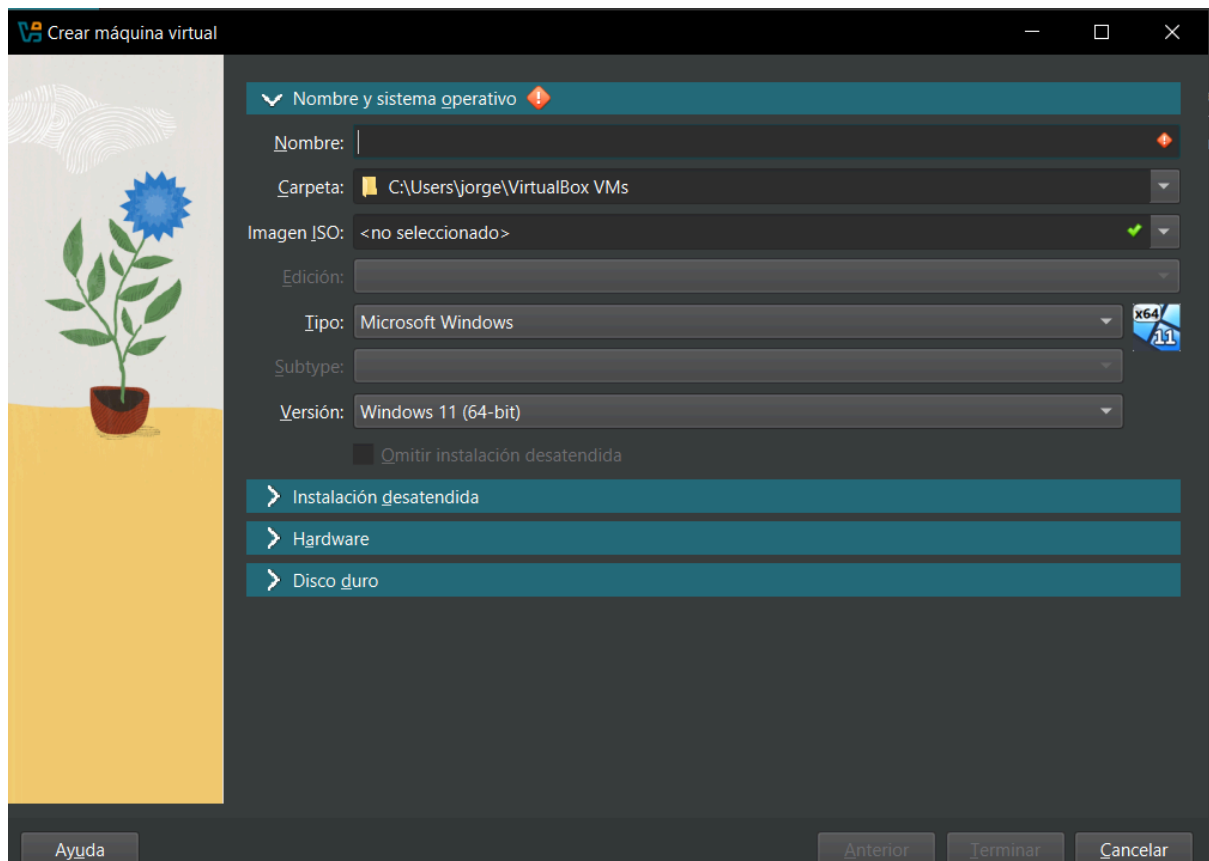 Crear máquina virtual
Nombre y sistema operativo
Nombre:
Carpeta: C:\Users\jorge\VirtualBox VMs
Imagen ISO: <no seleccionado>
Edición:
Tipo: Microsoft Windows
x64
11
Subtype:
Versión: Windows 11 (64-bit)
Omitir instalación desatendida
Instalación desatendida
Hardware
Disco duro
Ayuda Anterior Terminar Cancelar